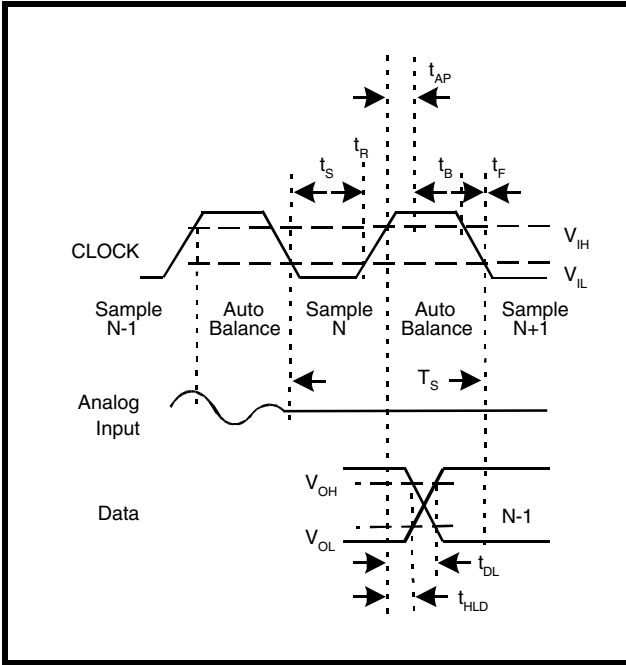 t_AP
t_S
t_R
t_B
t_F
CLOCK
V_IH
V_IL
Sample N-1
Auto Balance
Sample N
Auto Balance
Sample N+1
T_S
Analog Input
Data
V_OH
V_OL
N-1
t_DL
t_HLD